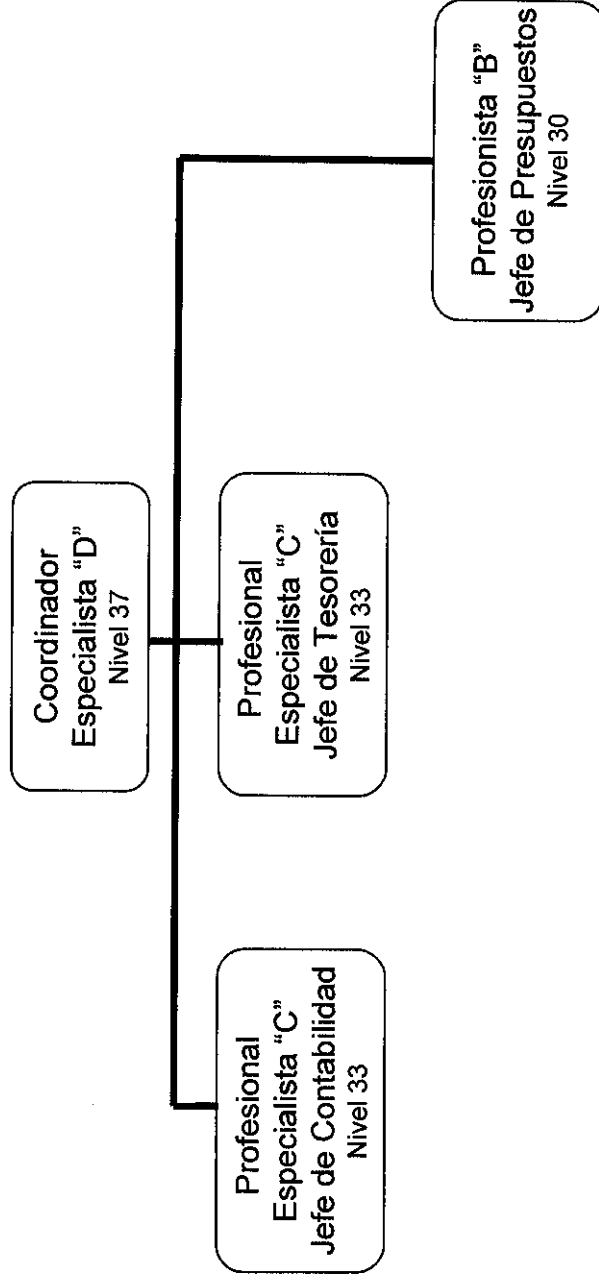 Coordinador
Especialista “D”
Nivel 37
Profesional
Especialista “C”
Jefe de Contabilidad
Nivel 33
Profesional
Especialista “C”
Jefe de Tesorería
Nivel 33
Profesionista “B”
Jefe de Presupuestos
Nivel 30